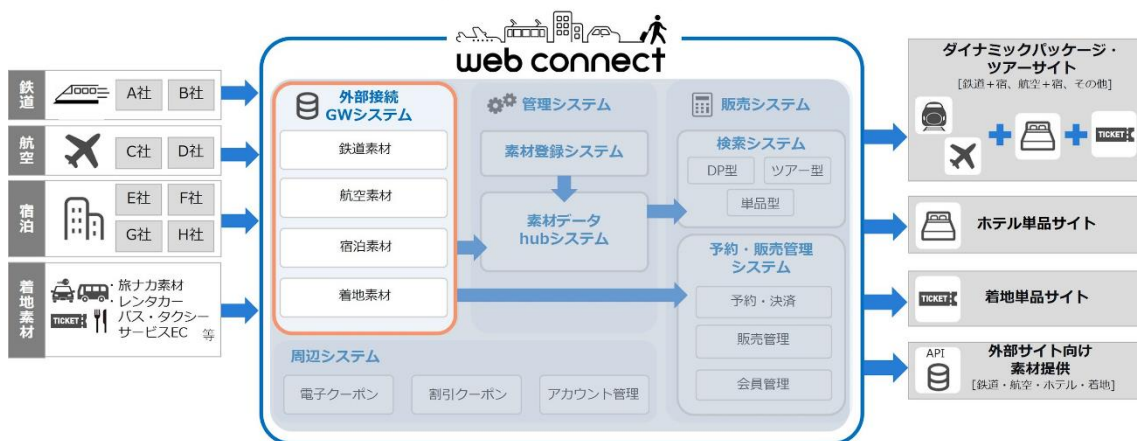 web connect
鉄道
A社
B社
航空
C社
D社
宿泊
E社
F社
G社
H社
着地素材
・旅ナカ素材
・レンタカー
バス・タクシー
サービスEC 等
TICKET
外部接続
GWシステム
鉄道素材
航空素材
宿泊素材
着地素材
管理システム
素材登録システム
素材データ
hubシステム
販売システム
検索システム
DP型
ツアー型
単品型
予約・販売管理
システム
予約・決済
販売管理
会員管理
周辺システム
電子クーポン
割引クーポン
アカウント管理
ダイナミックパッケージ・
ツアーサイト
[鉄道+宿、航空+宿、その他]
TICKET
ホテル単品サイト
TICKET
着地単品サイト
API
外部サイト向け
素材提供
[鉄道・航空・ホテル・着地]